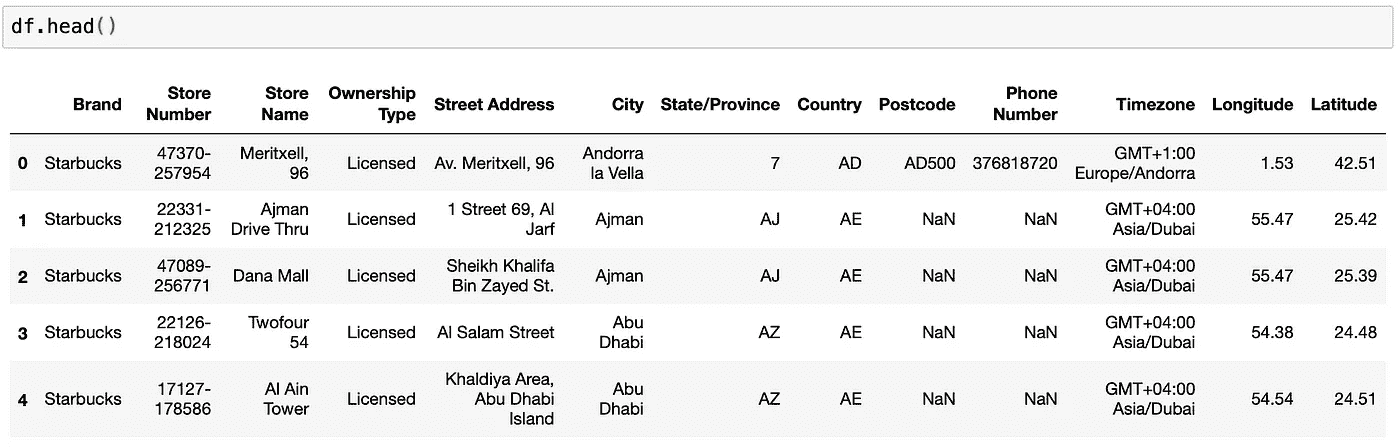 df.head()
Brand Store Number Store Name Ownership Type Street Address City State/Province Country Postcode Phone Number Timezone Longitude Latitude
0 Starbucks 47370-257954 Meritxell, 96 Licensed Av. Meritxell, 96 Andorra la Vella 7 AD AD500 376818720 GMT+1:00 Europe/Andorra 1.53 42.51
1 Starbucks 22331-212325 Ajman Drive Thru Licensed 1 Street 69, Al Jarf Ajman AJ AE NaN NaN GMT+04:00 Asia/Dubai 55.47 25.42
2 Starbucks 47089-256771 Dana Mall Licensed Sheikh Khalifa Bin Zayed St. Ajman AJ AE NaN NaN GMT+04:00 Asia/Dubai 55.47 25.39
3 Starbucks 22126-218024 Twofour 54 Licensed Al Salam Street Abu Dhabi AZ AE NaN NaN GMT+04:00 Asia/Dubai 54.38 24.48
4 Starbucks 17127-178586 Al Ain Tower Licensed Khaldiya Area, Abu Dhabi Island Abu Dhabi AZ AE NaN NaN GMT+04:00 Asia/Dubai 54.54 24.51